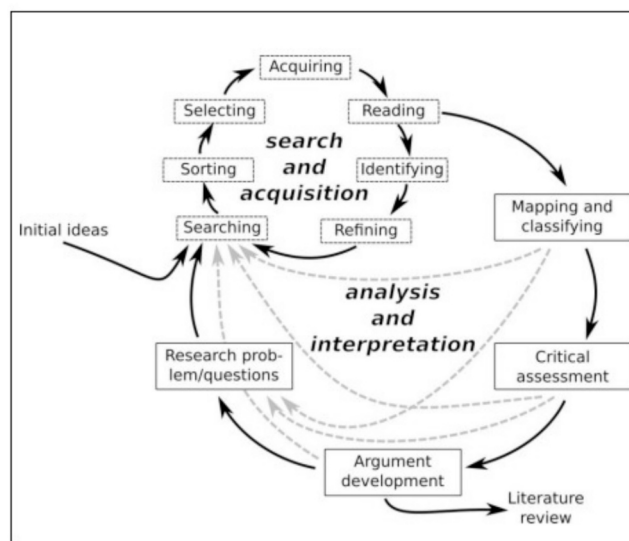 Acquiring
Selecting
Reading
search
and
acquisition
Sorting
Identifying
Mapping and
classifying
Initial ideas
Searching
Refining
analysis
and
interpretation
Research prob-
lem/questions
Critical
assessment
Argument
development
Literature
review